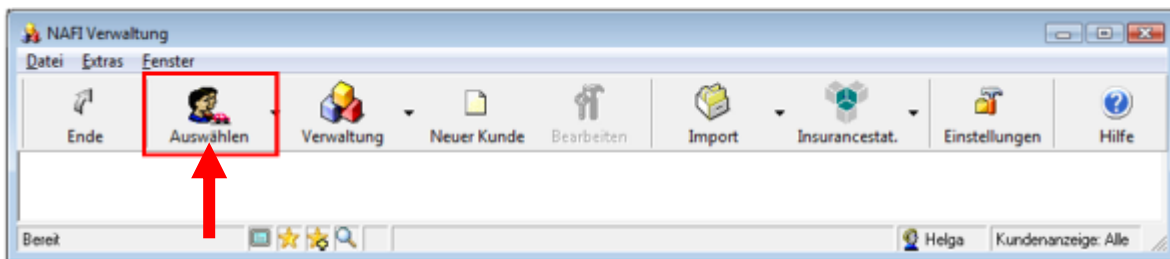 NAFI Verwaltung
Datei Extras Fenster
Ende Auswählen Verwaltung Neuer Kunde Bearbeiten Import Insurancestat. Einstellungen Hilfe
Bereit Helga Kundenanzeige: Alle